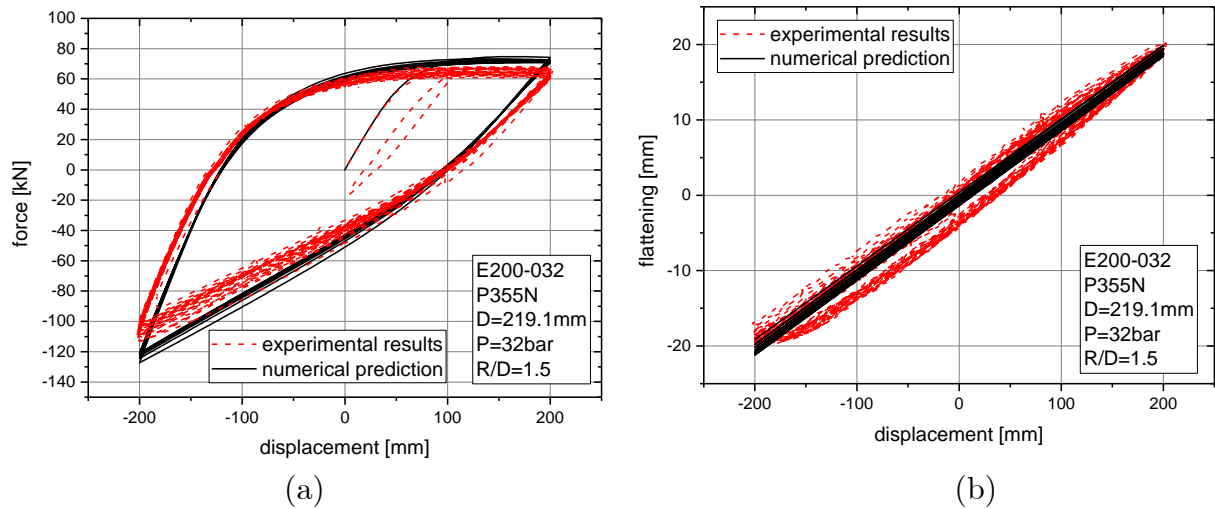 100
80
60
40
20
0
-20
-40
-60
-80
-100
-120
-140
force [kN]
-200
-100
0
100
200
displacement [mm]
E200-032
P355N
D=219.1mm
P=32bar
R/D=1.5
experimental results
numerical prediction
(a)
20
10
0
-10
-20
flattening [mm]
-200
-100
0
100
200
displacement [mm]
experimental results
numerical prediction
E200-032
P355N
D=219.1mm
P=32bar
R/D=1.5
(b)